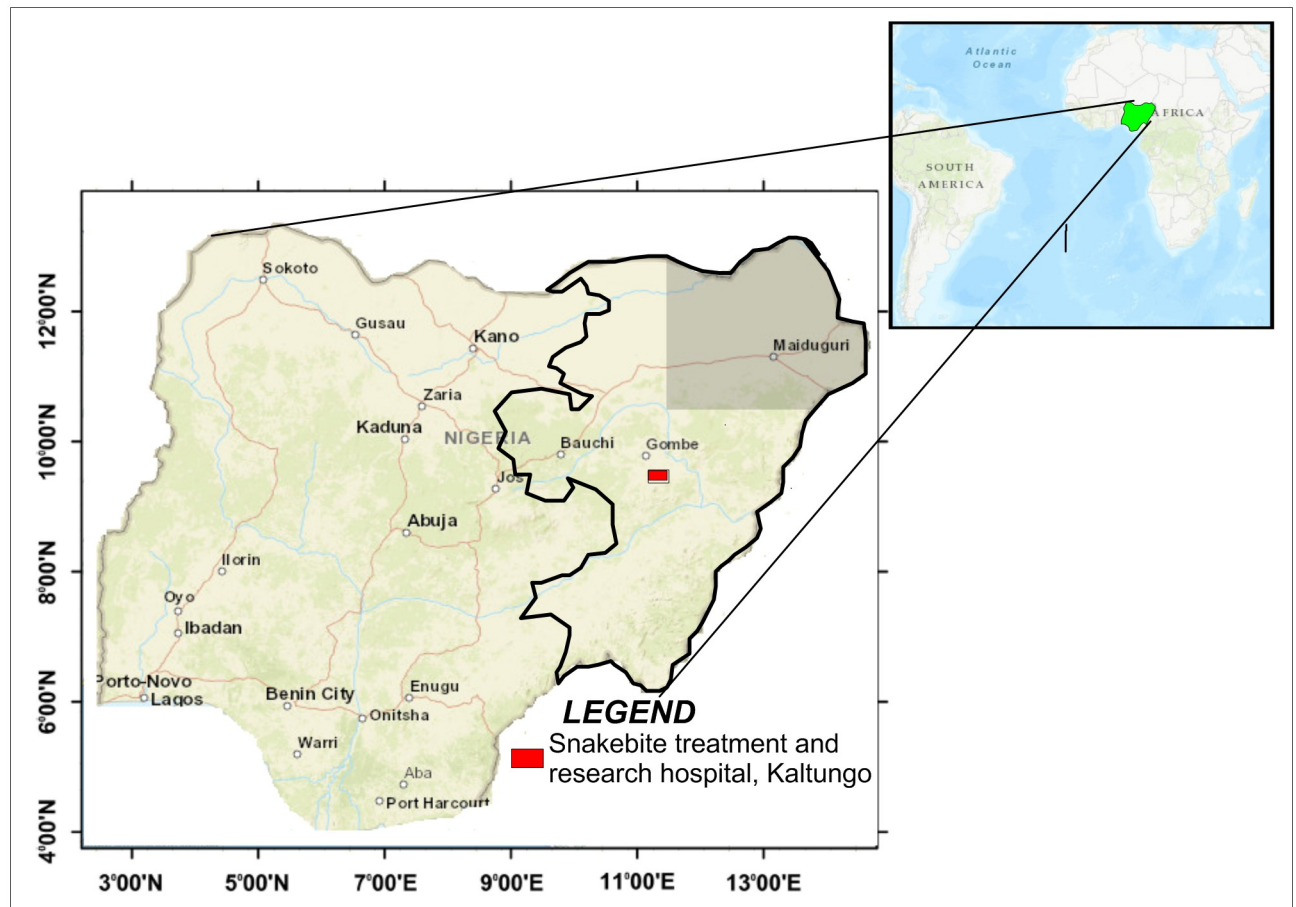 Atlantic
Ocean
AFRICA
SOUTH
AMERICA
12°00'N
10°00'N
8°00'N
6°00'N
4°00'N
Sokoto
Gusau
Kano
Maiduguri
Zaria
Kaduna
NIGERIA
Bauchi
Gombe
Jos
Abuja
Ilorin
Oyo
Ibadan
Porto-Novo
Lagos
Benin City
Enugu
Onitsha
Warri
Aba
Port Harcourt
LEGEND
Snakebite treatment and
research hospital, Kaltungo
3°00'N
5°00'N
7°00'E
9°00'E
11°00'E
13°00'E